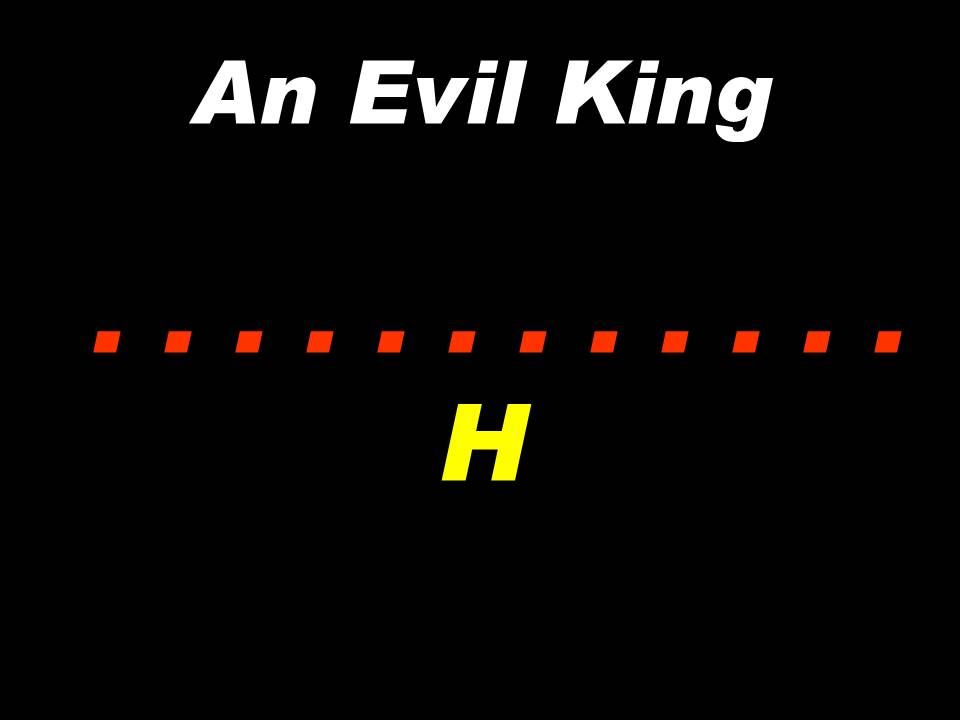 An Evil King
. . . . . . . . . . . .
H